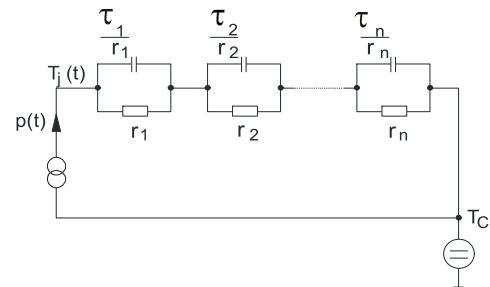 τ1 τ2 τn
r1 r2 rn
Tj (t)
p(t)
r1 r2 rn
TC